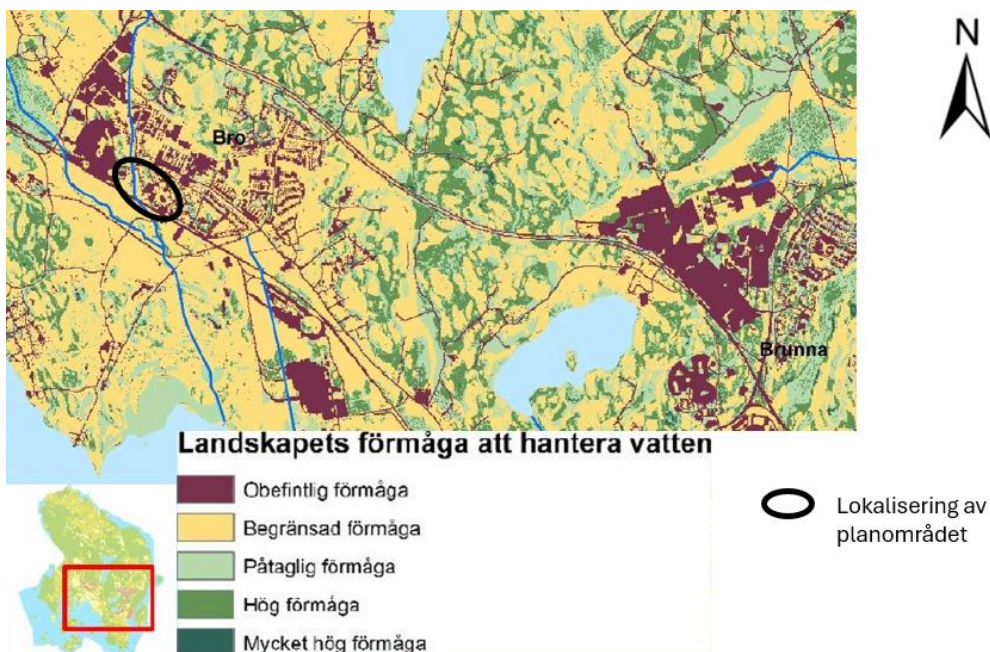 N
Bro
Brunna
Landskapets förmåga att hantera vatten
Obefintlig förmåga
Begränsad förmåga
Påtaglig förmåga
Hög förmåga
Mycket hög förmåga
Lokalisering av
planområdet